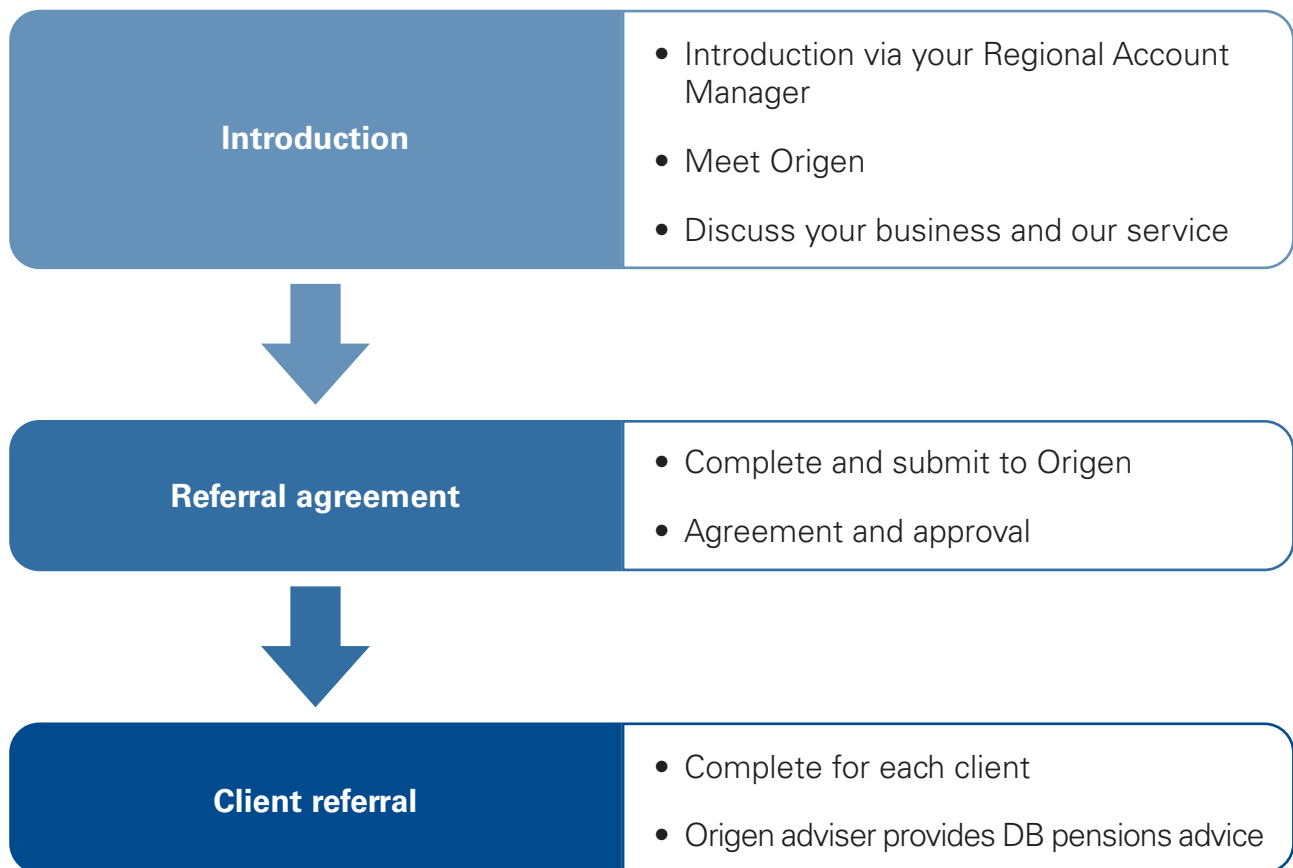 Introduction
• Introduction via your Regional Account
Manager
• Meet Origen
• Discuss your business and our service
Referral agreement
• Complete and submit to Origen
• Agreement and approval
Client referral
• Complete for each client
• Origen adviser provides DB pensions advice